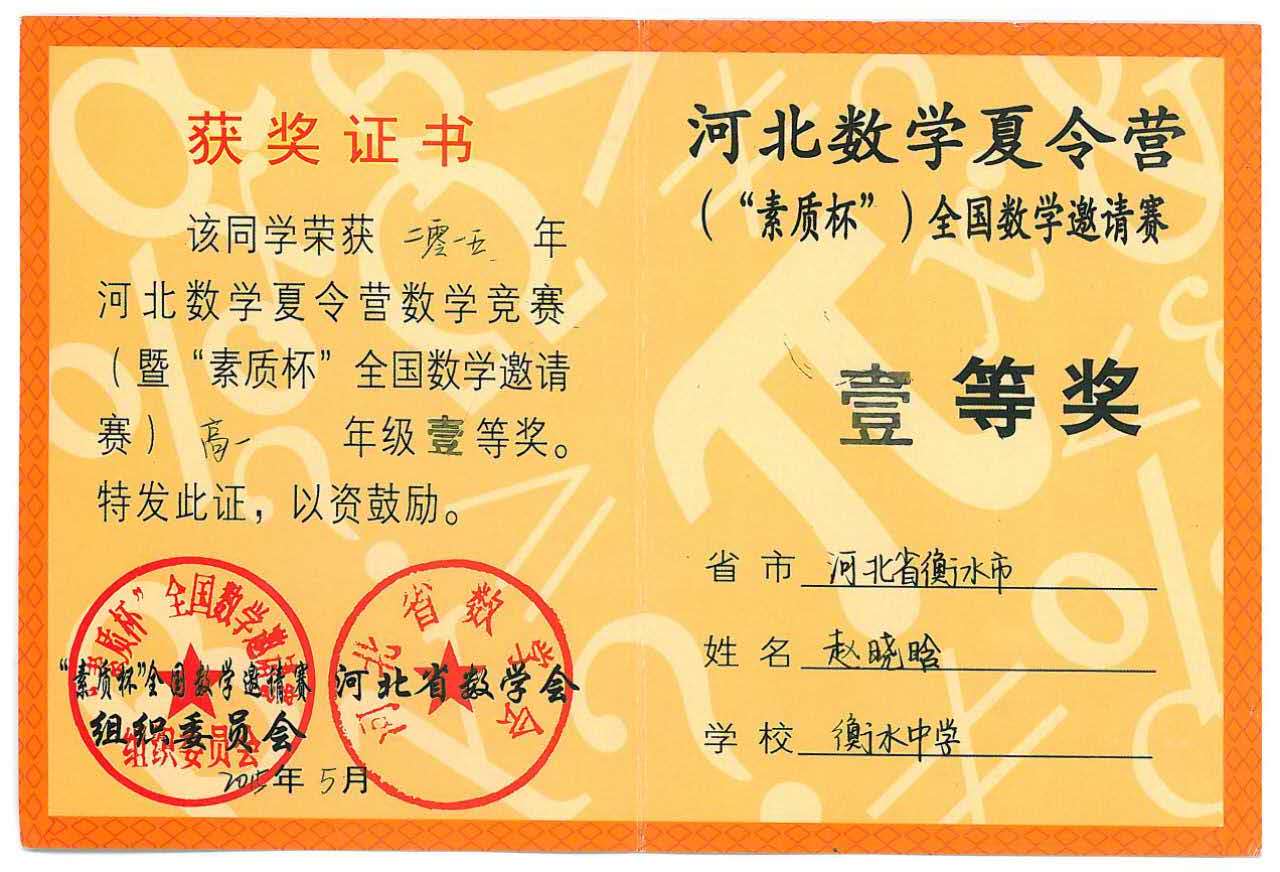 获奖证书
该同学荣获 二零一五 年
河北数学夏令营数学竞赛
（暨“素质杯”全国数学邀请
赛） 高一 年级壹等奖。
特发此证，以资鼓励。
“素质杯”全国数学邀请赛
组织委员会
“素质杯”全国数学邀请赛
组织委员会
河北省数学会
河北省数学会
2015年5月
河北数学夏令营
（“素质杯”）全国数学邀请赛
壹等奖
省市 河北省衡水市
姓名 赵晓晗
学校 衡水中学